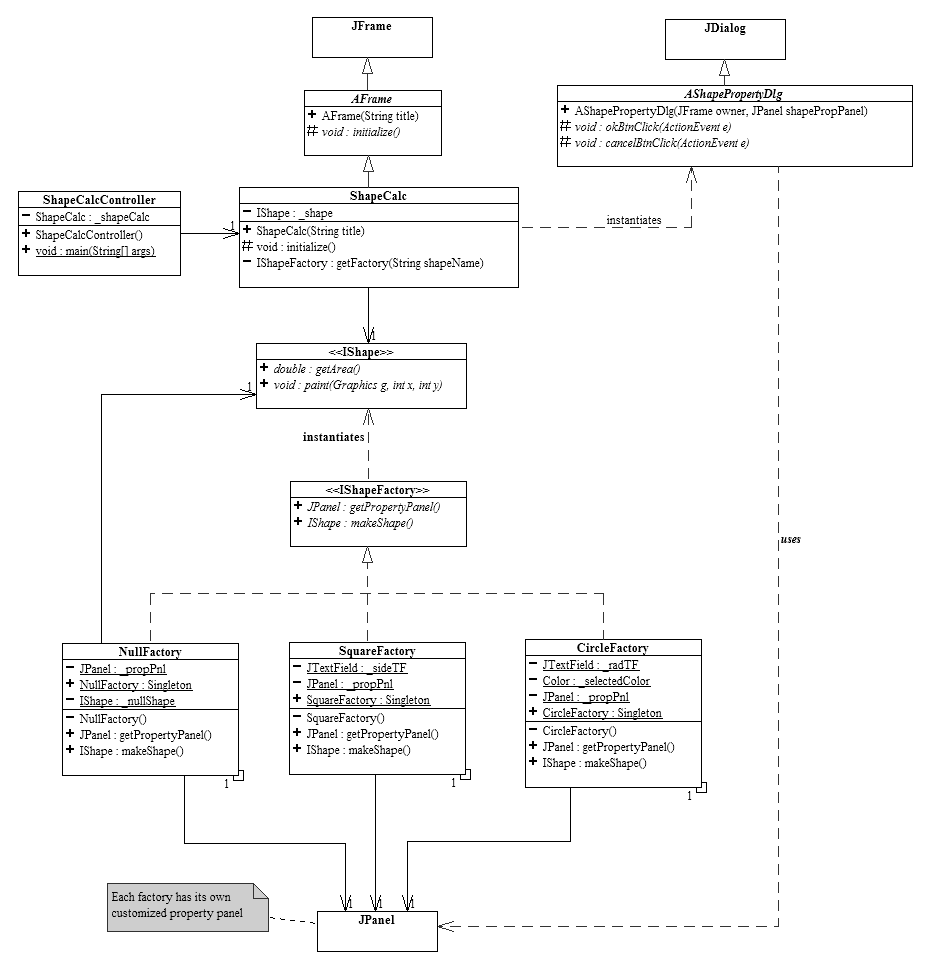 JFrame
JDialog
AFrame
+ AFrame(String title)
# void : initialize()
AShapePropertyDlg
+ AShapePropertyDlg(JFrame owner, JPanel shapePropPanel)
# void : okBtnClick(ActionEvent e)
# void : cancelBtnClick(ActionEvent e)
ShapeCalcController
- ShapeCalc : _shapeCalc
+ ShapeCalcController()
+ void : main(String[] args)
1
ShapeCalc
- IShape : _shape
+ ShapeCalc(String title)
# void : initialize()
- IShapeFactory : getFactory(String shapeName)
instantiates
1
<<IShape>>
+ double : getArea()
+ void : paint(Graphics g, int x, int y)
1
instantiates
<<IShapeFactory>>
+ JPanel : getPropertyPanel()
+ IShape : makeShape()
uses
NullFactory
- JPanel : _propPnl
+ NullFactory : Singleton
- IShape : _nullShape
- NullFactory()
+ JPanel : getPropertyPanel()
+ IShape : makeShape()
1
SquareFactory
- JTextField : _sideTF
- JPanel : _propPnl
+ SquareFactory : Singleton
- SquareFactory()
+ JPanel : getPropertyPanel()
+ IShape : makeShape()
1
CircleFactory
- JTextField : _radTF
- Color : _selectedColor
- JPanel : _propPnl
+ CircleFactory : Singleton
- CircleFactory()
+ JPanel : getPropertyPanel()
+ IShape : makeShape()
1
Each factory has its own
customized property panel
1 1 1
JPanel